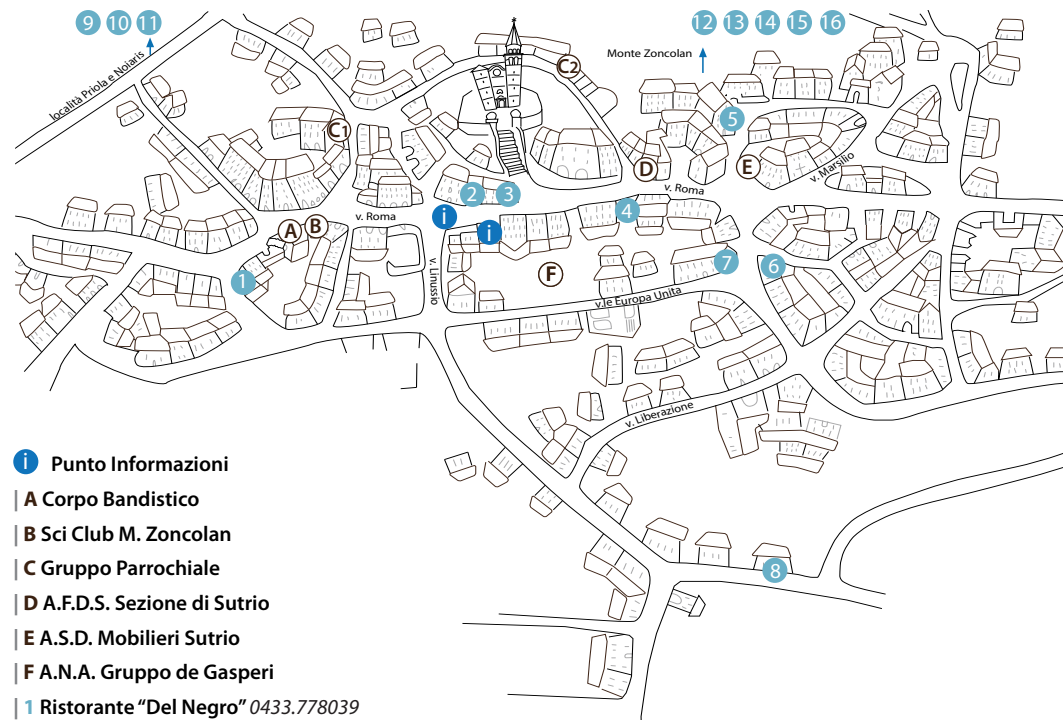 9 10 11
12 13 14 15 16
Monte Zoncolan
località Priola e Noiaris
C2
C1
5
D
E
v. Marsilio
v. Roma
2
3
4
v. Roma
i
i
A
B
1
v. Linussio
F
7
6
v.le Europa Unita
v. Liberazione
8
i Punto Informazioni
| A Corpo Bandistico
| B Sci Club M. Zoncolan
| C Gruppo Parrochiale
| D A.F.D.S. Sezione di Sutrio
| E A.S.D. Mobilieri Sutrio
| F A.N.A. Gruppo de Gasperi
| 1 Ristorante "Del Negro" 0433.778039